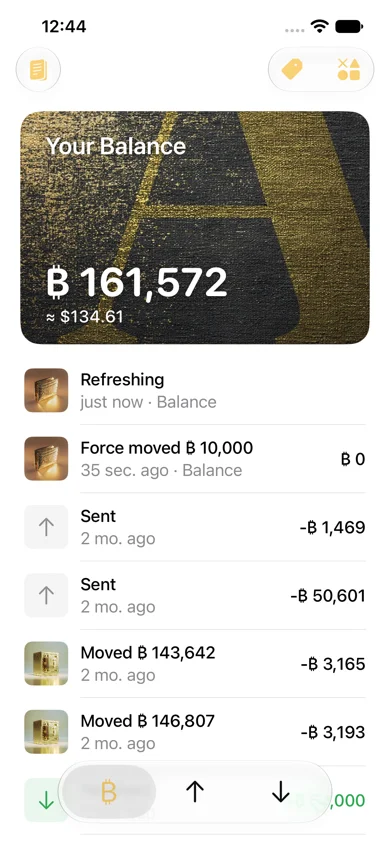 12:44
Your Balance
₿ 161,572
≈ $134.61
Refreshing
just now · Balance
Force moved ₿ 10,000
₿ 0
35 sec. ago · Balance
Sent
-₿ 1,469
2 mo. ago
Sent
-₿ 50,601
2 mo. ago
Moved ₿ 143,642
-₿ 3,165
2 mo. ago
Moved ₿ 146,807
-₿ 3,193
2 mo. ago
,000
₿